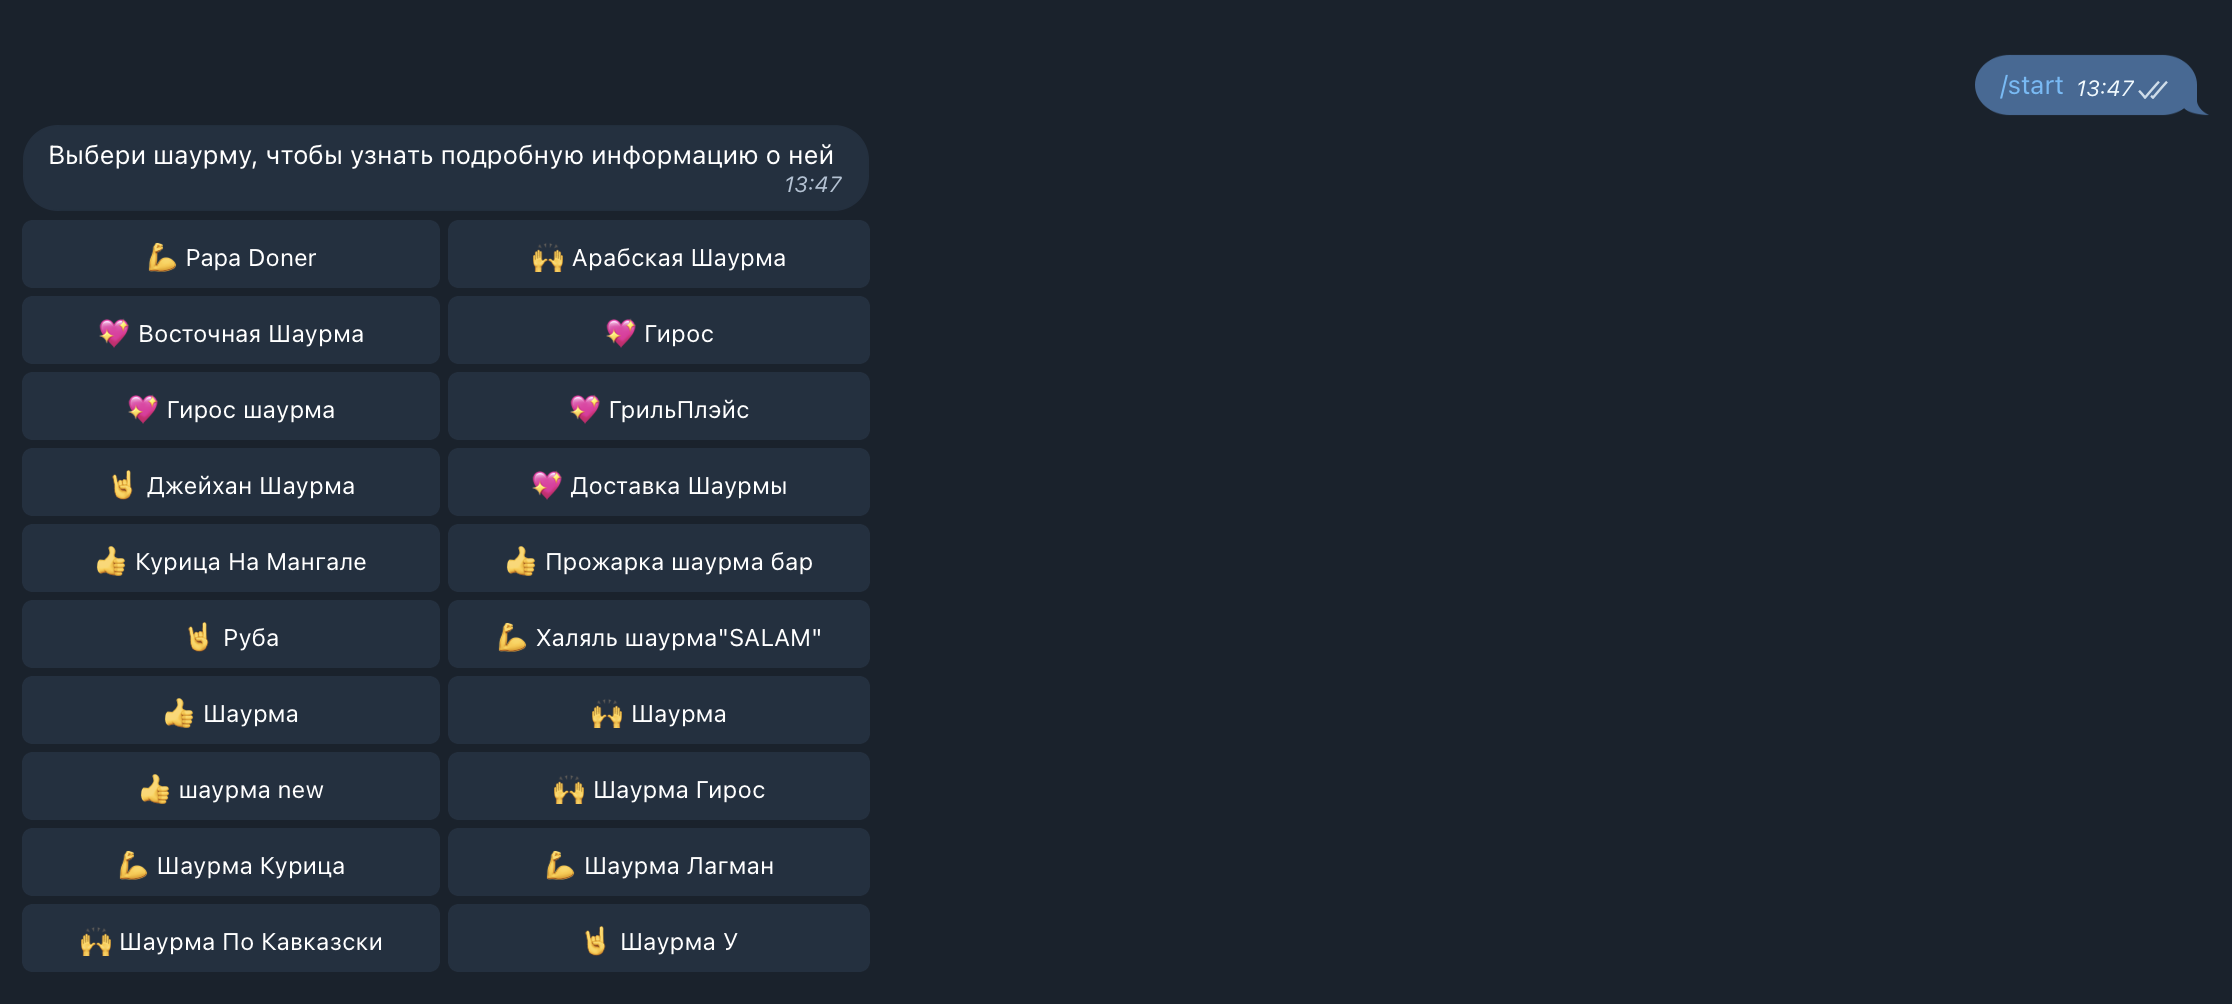 /start 13:47
Выбери шаурму, чтобы узнать подробную информацию о ней
13:47
💪 Papa Doner
🙌 Арабская Шаурма
💖 Восточная Шаурма
💖 Гирос
💖 Гирос шаурма
💖 ГрильПлэйс
🤘 Джейхан Шаурма
💖 Доставка Шаурмы
👍 Курица На Мангале
👍 Прожарка шаурма бар
🤘 Руба
💪 Халяль шаурма"SALAM"
👍 Шаурма
🙌 Шаурма
👍 шаурма new
🙌 Шаурма Гирос
💪 Шаурма Курица
💪 Шаурма Лагман
🙌 Шаурма По Кавказски
🤘 Шаурма У